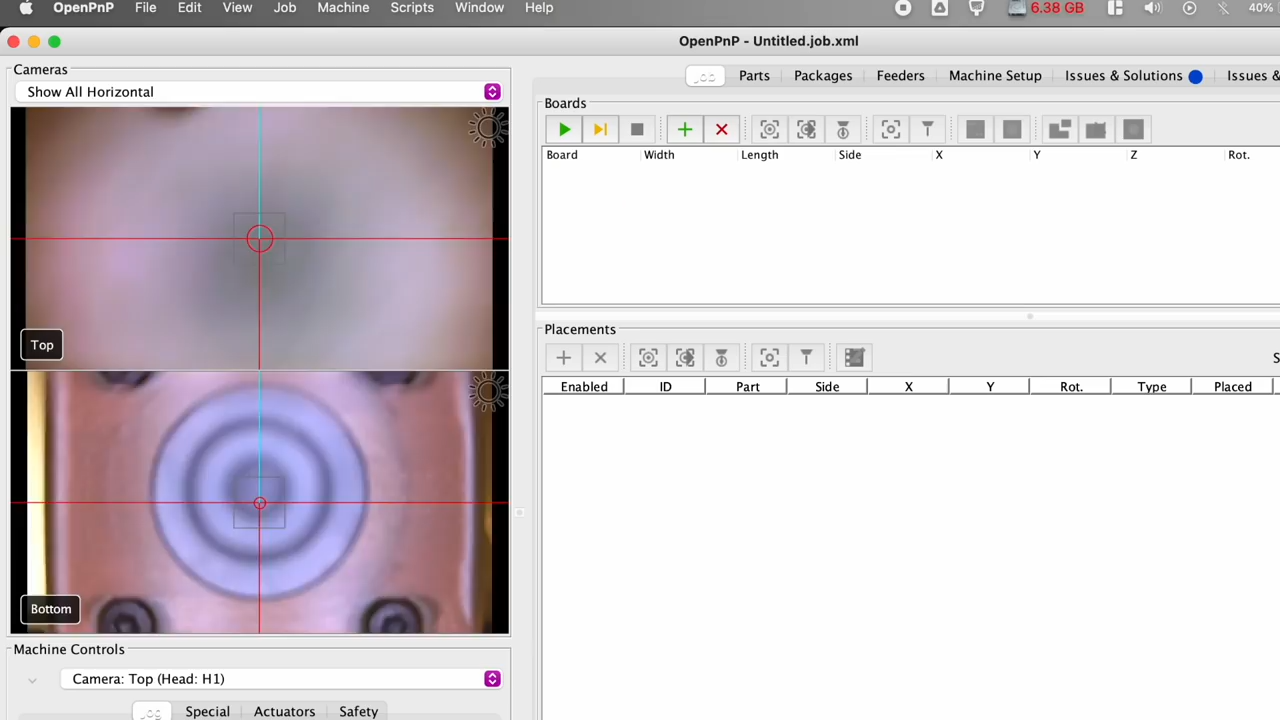 OpenPnP File Edit View Job Machine Scripts Window Help 6.38 GB 40%
OpenPnP - Untitled.job.xml
Cameras
Show All Horizontal
Top
Bottom
Machine Controls
Camera: Top (Head: H1)
Jog Special Actuators Safety
Job Parts Packages Feeders Machine Setup Issues & Solutions Issues &
Boards
Board Width Length Side X Y Z Rot.
Placements
S
Enabled ID Part Side X Y Rot. Type Placed